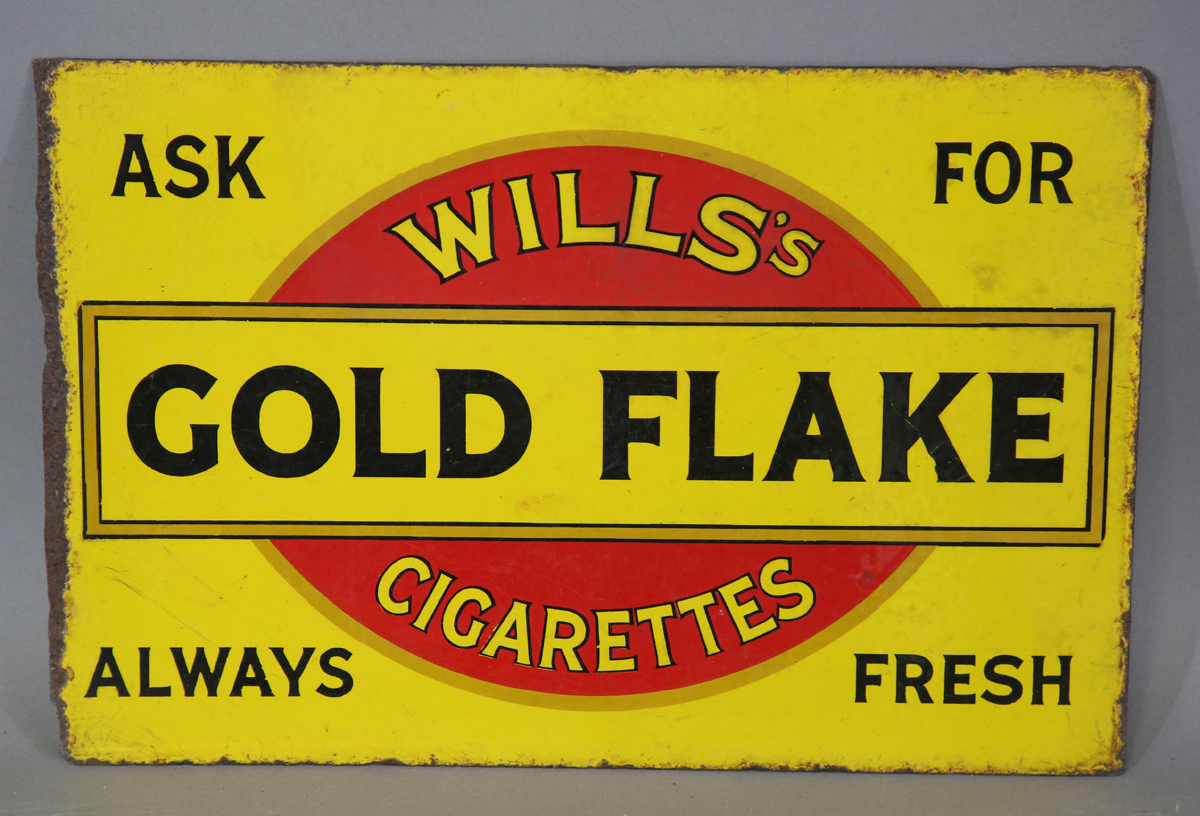 ASK FOR
WILLS's
GOLD FLAKE
CIGARETTES
ALWAYS FRESH